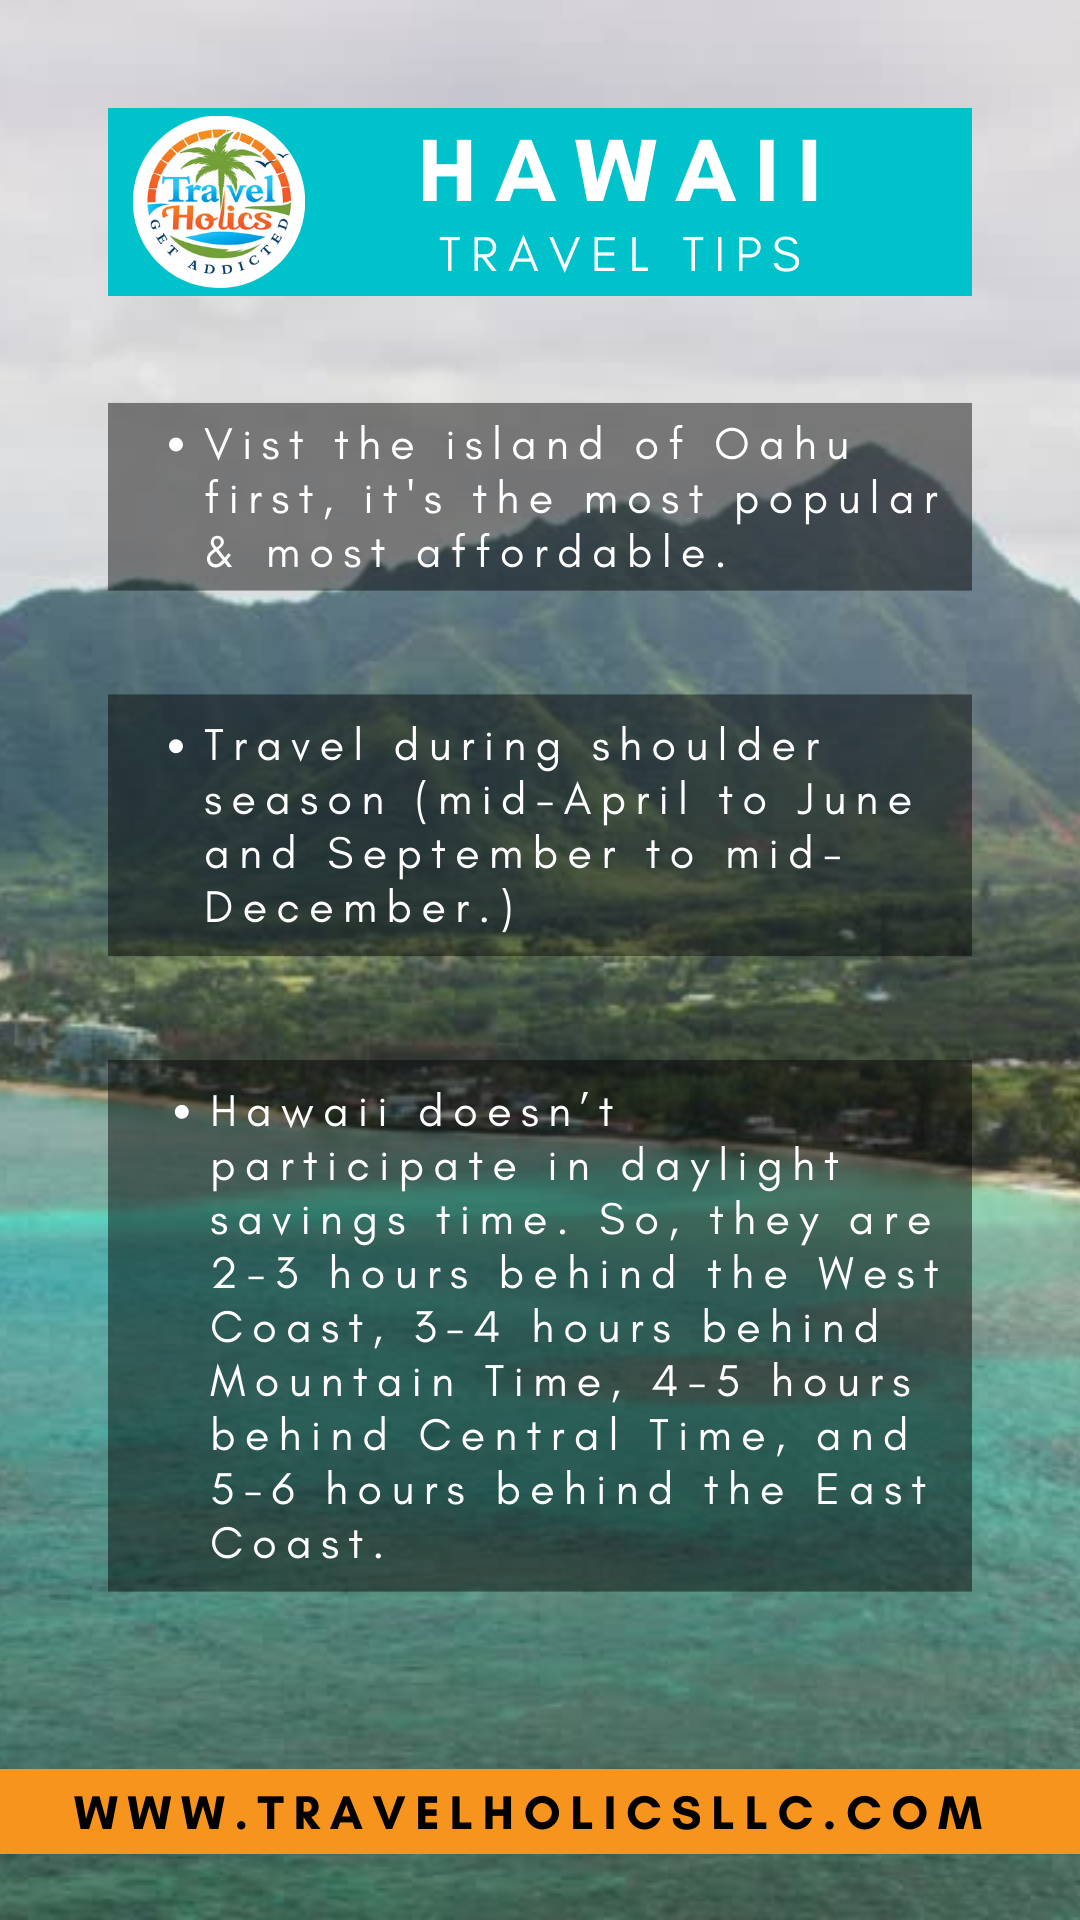 Travel
Holics
GET ADDICTED
HAWAII
TRAVEL TIPS
• Vist the island of Oahu
first, it's the most popular
& most affordable.
• Travel during shoulder
season (mid-April to June
and September to mid-
December.)
• Hawaii doesn’t
participate in daylight
savings time. So, they are
2-3 hours behind the West
Coast, 3-4 hours behind
Mountain Time, 4-5 hours
behind Central Time, and
5-6 hours behind the East
Coast.
WWW.TRAVELHOLICSLLC.COM